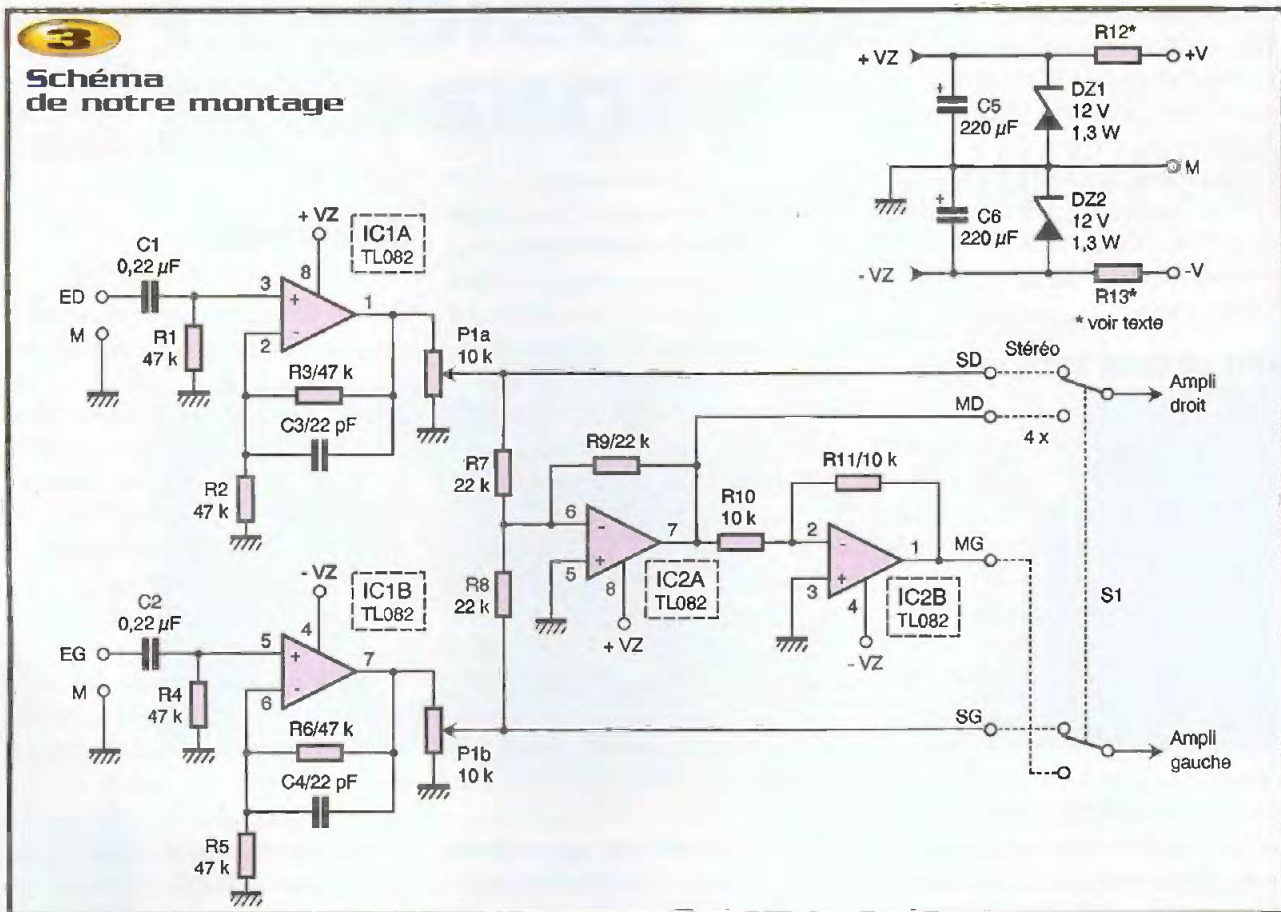 3
Schéma
de notre montage
+ VZ
R12*
+V
C5
220 µF
DZ1
12 V
1,3 W
M
C6
220 µF
DZ2
12 V
1,3 W
- VZ
R13*
-V
* voir texte
C1
0,22 µF
ED
M
R1
47 k
+ VZ
8
IC1A
TL082
3
+
1
2
-
R3/47 k
C3/22 pF
R2
47 k
P1a
10 k
SD
Stéréo
Ampli
droit
MD
4 x
R7
22 k
R9/22 k
6
-
7
+
5
8
+ VZ
IC2A
TL082
R8
22 k
R10
10 k
R11/10 k
2
-
1
+
3
4
- VZ
IC2B
TL082
MG
S1
C2
0,22 µF
EG
M
R4
47 k
- VZ
4
IC1B
TL082
5
+
7
6
-
R6/47 k
C4/22 pF
R5
47 k
P1b
10 k
SG
Ampli
gauche